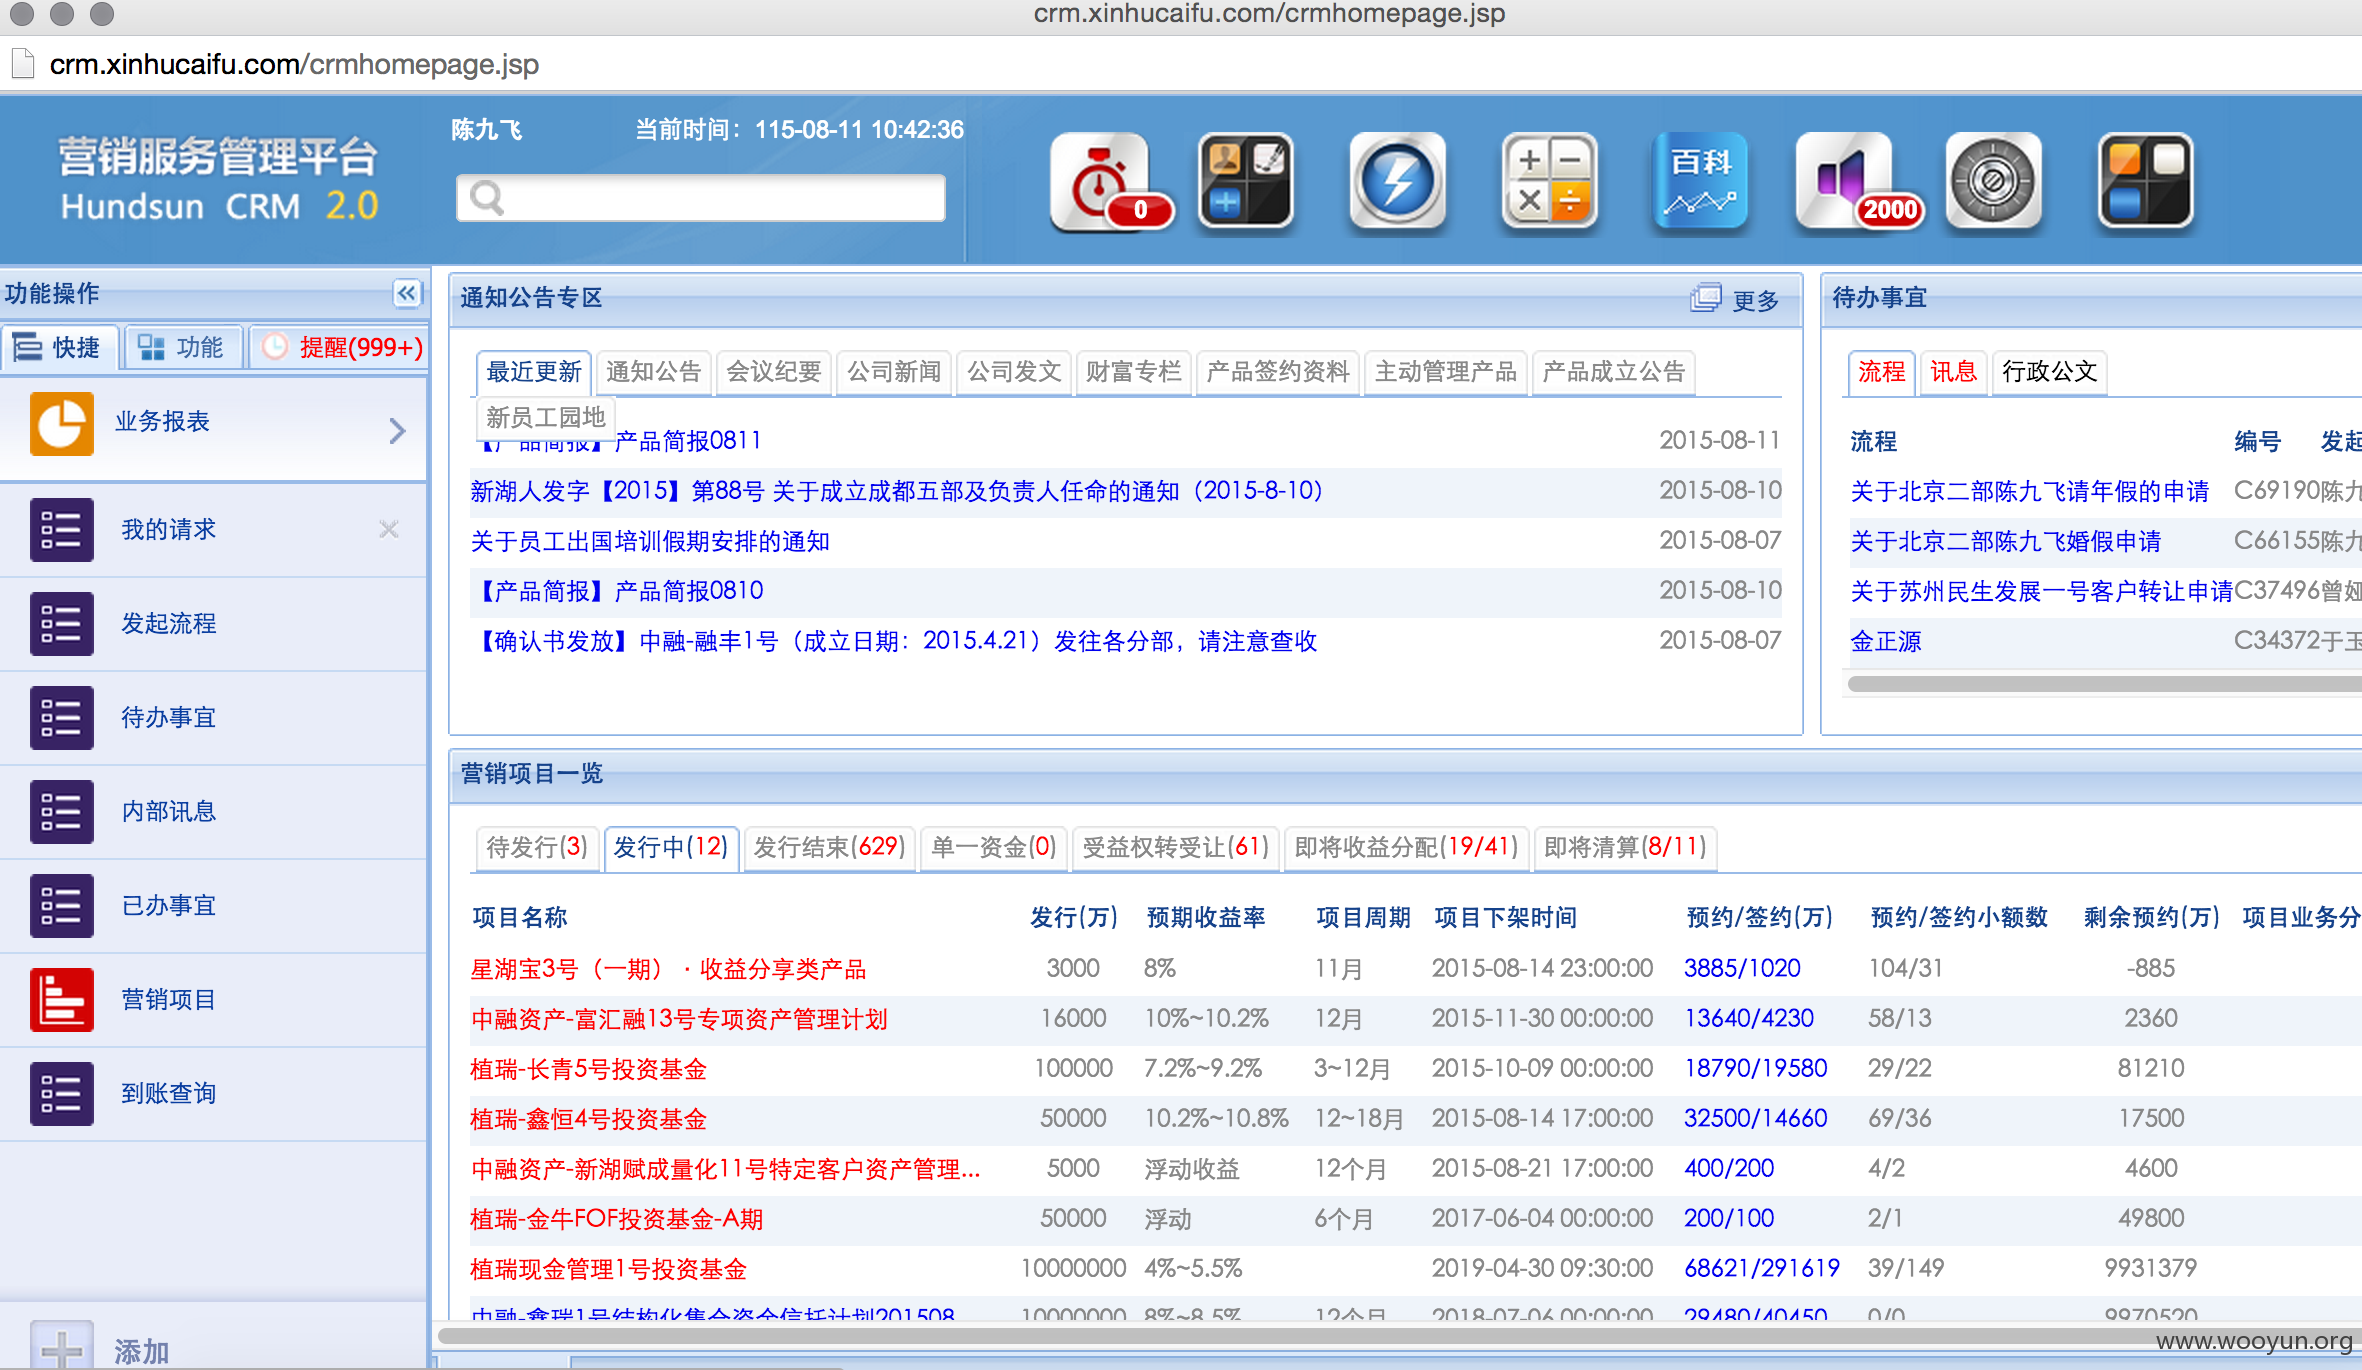 crm.xinhucaifu.com/crmhomepage.jsp
crm.xinhucaifu.com/crmhomepage.jsp
营销服务管理平台
Hundsun CRM 2.0
陈九飞 当前时间：115-08-11 10:42:36
0
百科
2000
功能操作
快捷 功能 提醒(999+)
业务报表
我的请求
发起流程
待办事宜
内部讯息
已办事宜
营销项目
到账查询
添加
通知公告专区 更多
最近更新 通知公告 会议纪要 公司新闻 公司发文 财富专栏 产品签约资料 主动管理产品 产品成立公告
新员工园地
【产品简报】产品简报0811 2015-08-11
新湖人发字【2015】第88号 关于成立成都五部及负责人任命的通知（2015-8-10） 2015-08-10
关于员工出国培训假期安排的通知 2015-08-07
【产品简报】产品简报0810 2015-08-10
【确认书发放】中融-融丰1号（成立日期：2015.4.21）发往各分部，请注意查收 2015-08-07
待办事宜
流程 讯息 行政公文
流程 编号 发起
关于北京二部陈九飞请年假的申请 C69190陈九
关于北京二部陈九飞婚假申请 C66155陈九
关于苏州民生发展一号客户转让申请C37496曾娅
金正源 C34372于玉
营销项目一览
待发行(3) 发行中(12) 发行结束(629) 单一资金(0) 受益权转受让(61) 即将收益分配(19/41) 即将清算(8/11)
项目名称 发行(万) 预期收益率 项目周期 项目下架时间 预约/签约(万) 预约/签约小额数 剩余预约(万) 项目业务分
星湖宝3号（一期）·收益分享类产品 3000 8% 11月 2015-08-14 23:00:00 3885/1020 104/31 -885
中融资产-富汇融13号专项资产管理计划 16000 10%~10.2% 12月 2015-11-30 00:00:00 13640/4230 58/13 2360
植瑞-长青5号投资基金 100000 7.2%~9.2% 3~12月 2015-10-09 00:00:00 18790/19580 29/22 81210
植瑞-鑫恒4号投资基金 50000 10.2%~10.8% 12~18月 2015-08-14 17:00:00 32500/14660 69/36 17500
中融资产-新湖赋成量化11号特定客户资产管理... 5000 浮动收益 12个月 2015-08-21 17:00:00 400/200 4/2 4600
植瑞-金牛FOF投资基金-A期 50000 浮动 6个月 2017-06-04 00:00:00 200/100 2/1 49800
植瑞现金管理1号投资基金 10000000 4%~5.5% 2019-04-30 09:30:00 68621/291619 39/149 9931379
中融-鑫瑞1号结构化集合资金信托计划201508 10000000 8%~8.5% 12个月 2018-07-06 00:00:00 29480/40450 0/0 9970520
www.wooyun.org